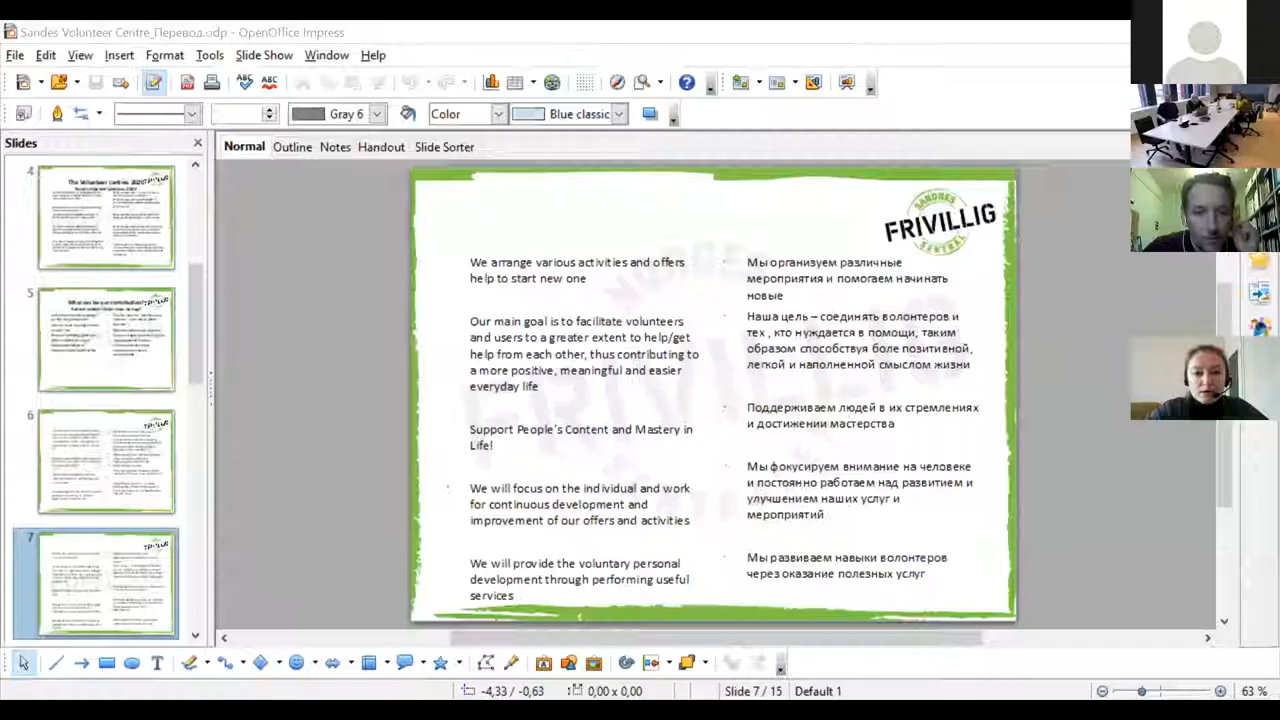 Sandes Volunteer Centre_Перевод.odp - OpenOffice Impress
File Edit View Insert Format Tools Slide Show Window Help
Gray 6 Color Blue classic
Slides
Normal Outline Notes Handout Slide Sorter
4
5
6
7
SANDNES
FRIVILLIG
CENTRAL
We arrange various activities and offers
help to start new one
Our main goal is to facilitate volunteers
and users to a greater extent to help/get
help from each other, thus contributing to
a more positive, meaningful and easier
everyday life
Support People's Content and Mastery in
Life!
We will focus on the individual and work
for continuous development and
improvement of our offers and activities
We will provide the voluntary personal
development through performing useful
services
Мы организуем различные
мероприятия и помогаем начинать
новые
Наша цель – соединять волонтеров и
тех , кто нуждается в помощи, таким
образом способствуя боле позитивной,
легкой и наполненной смыслом жизни
Поддерживаем людей в их стремлениях
и достижении мастерства
Мы фокусируем внимание на человеке
и постоянно работаем над развитием и
улучшением наших услуг и
мероприятий
Мы развиваем навыки волонтеров
через оказание полезных услуг
-4,33 / -0,63 0,00 x 0,00 Slide 7 / 15 Default 1 63 %